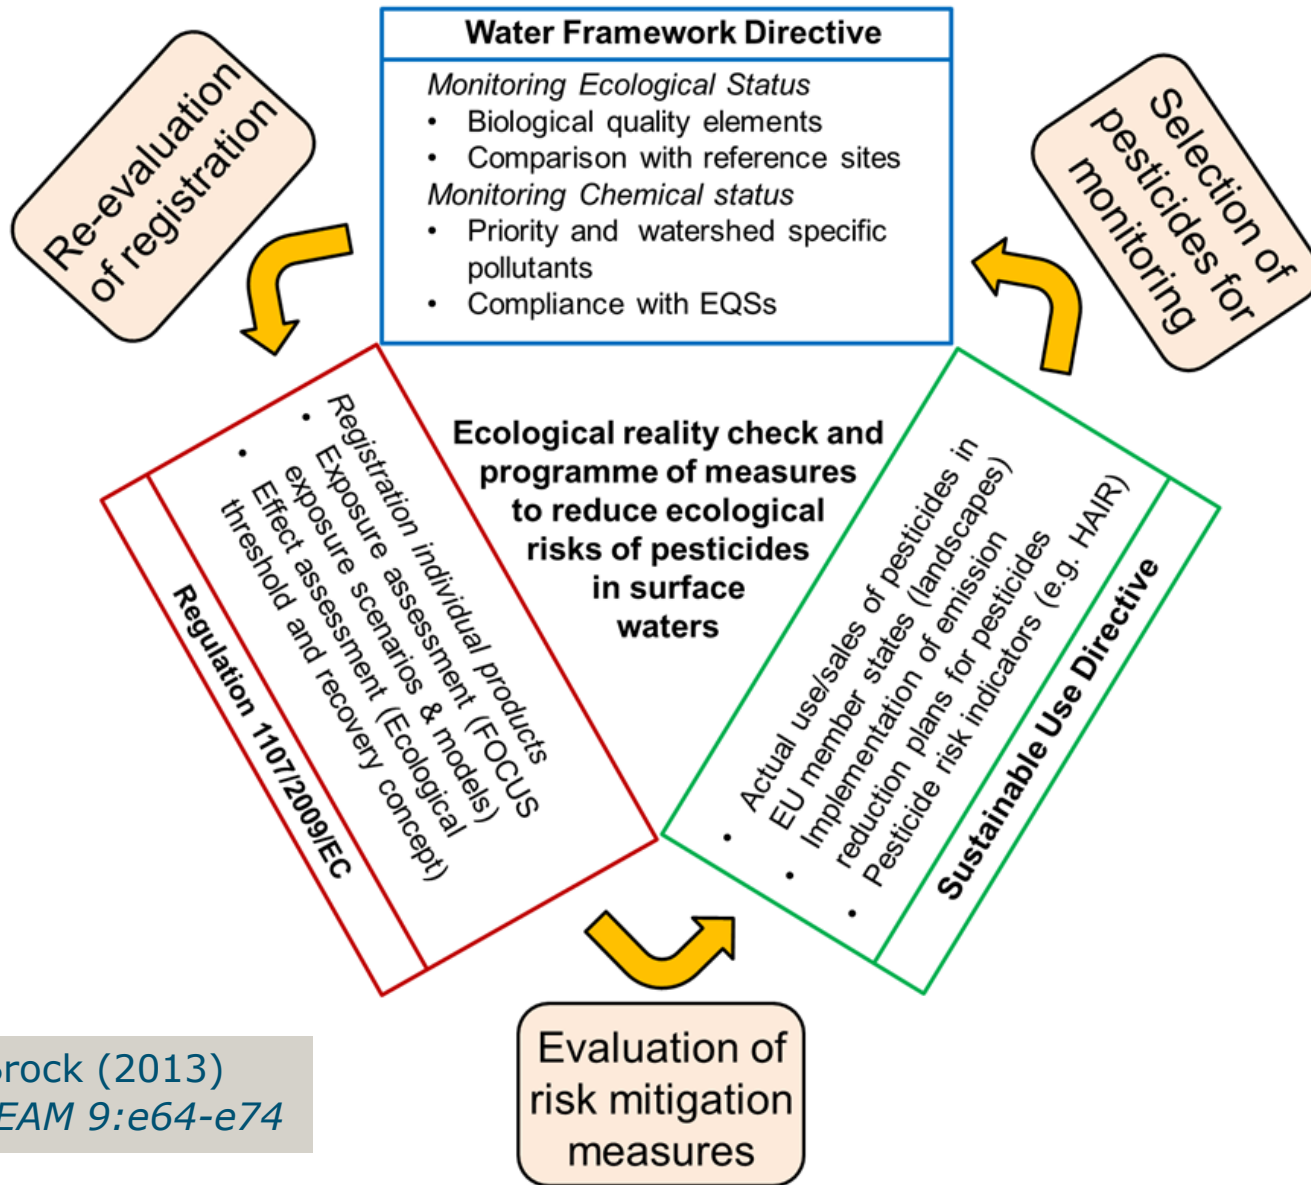 Water Framework Directive
Monitoring Ecological Status
• Biological quality elements
• Comparison with reference sites
Monitoring Chemical status
• Priority and watershed specific
pollutants
• Compliance with EQSs
Re-evaluation
of registration
Selection of
pesticides for
monitoring
Ecological reality check and
programme of measures
to reduce ecological
risks of pesticides
in surface
waters
Registration individual products
• Exposure assessment (FOCUS
exposure scenarios & models)
• Effect assessment (Ecological
threshold and recovery concept)
Regulation 1107/2009/EC
• Actual use/sales of pesticides in
EU member states (landscapes)
• Implementation of emission
reduction plans for pesticides
• Pesticide risk indicators (e.g. HAIR)
Sustainable Use Directive
Evaluation of
risk mitigation
measures
Brock (2013)
EAM 9:e64-e74